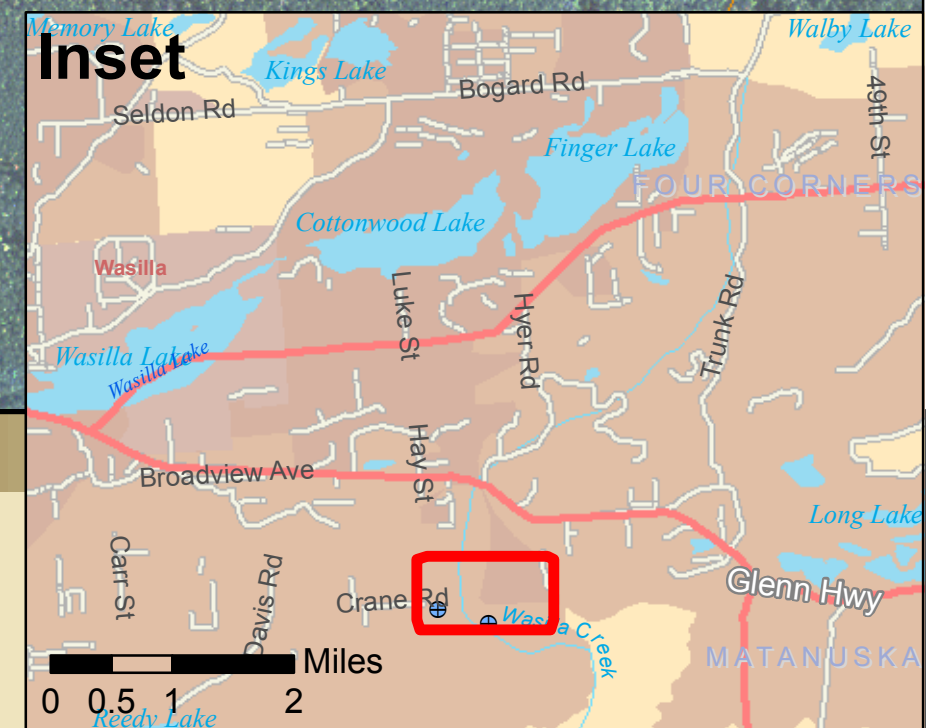 Memory Lake
Walby Lake
Inset
Kings Lake
Bogard Rd
Seldon Rd
49th St
Finger Lake
FOUR CORNERS
Cottonwood Lake
Wasilla
Luke St
Hyer Rd
Trunk Rd
Wasilla Lake
Wasilla Lake
Hay St
Broadview Ave
Long Lake
Carr St
Davis Rd
Glenn Hwy
Crane Rd
Creek
MATANUSKA
Miles
0 0.5 1 2
Reedy Lake